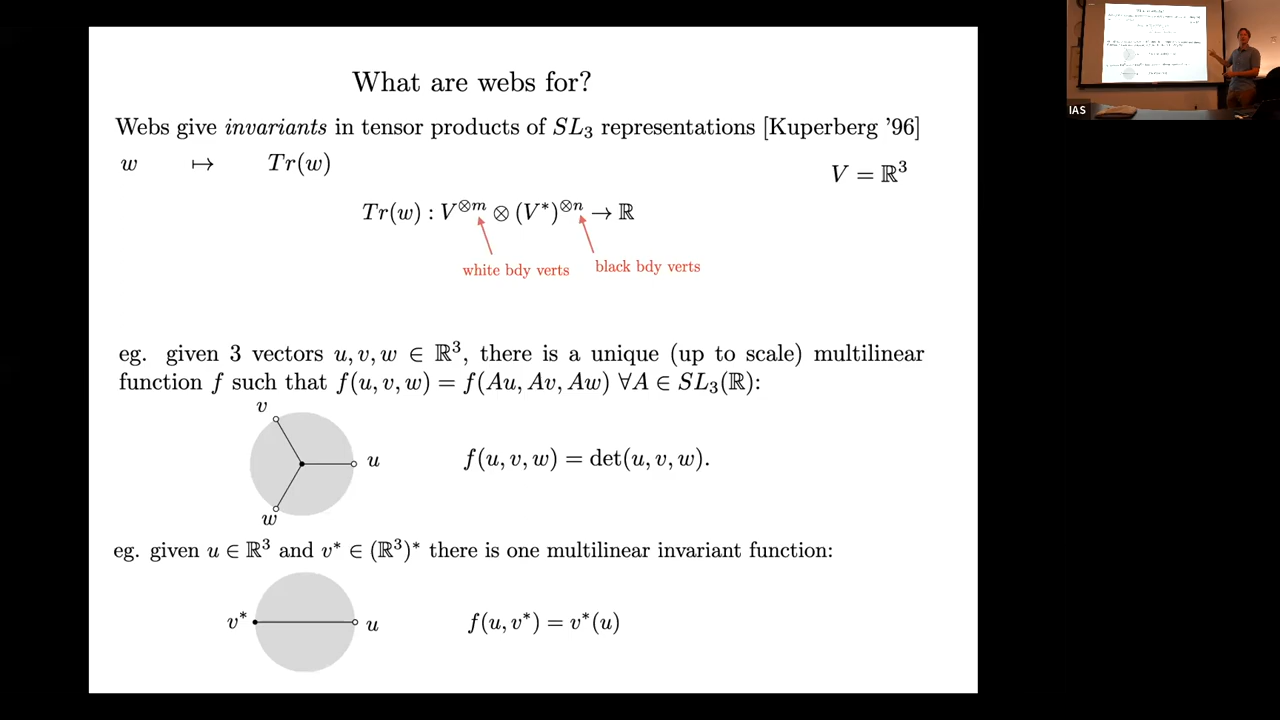 What are webs for?
Webs give invariants in tensor products of SL₃ representations [Kuperberg '96]
w ↦ Tr(w)
V = ℝ³
Tr(w) : V^{⊗m} ⊗ (V*)^{⊗n} → ℝ
white bdy verts
black bdy verts
eg. given 3 vectors u, v, w ∈ ℝ³, there is a unique (up to scale) multilinear
function f such that f(u, v, w) = f(Au, Av, Aw) ∀A ∈ SL₃(ℝ):
v
u
w
f(u, v, w) = det(u, v, w).
eg. given u ∈ ℝ³ and v* ∈ (ℝ³)* there is one multilinear invariant function:
v*
u
f(u, v*) = v*(u)
IAS